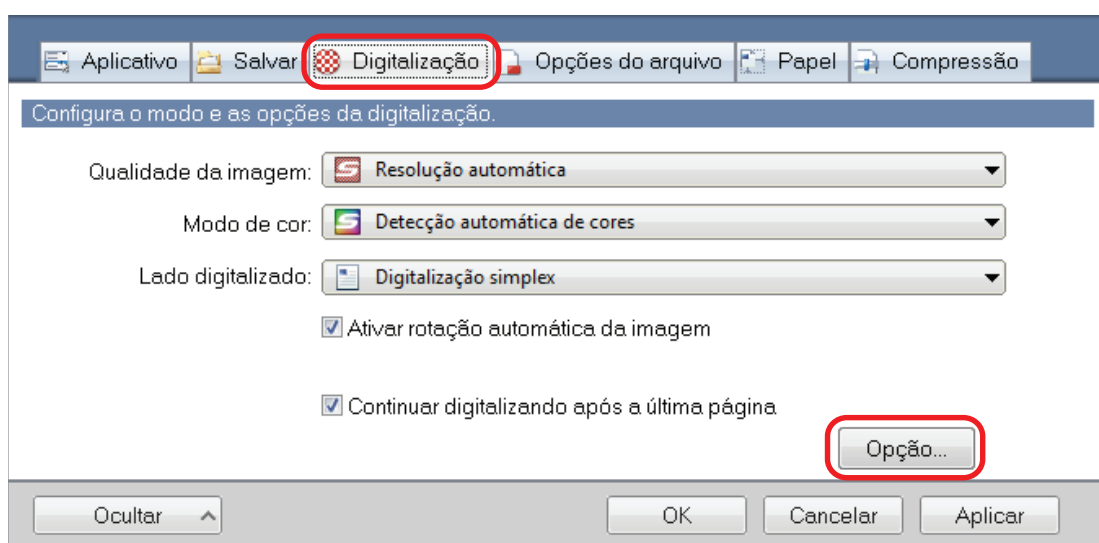 Aplicativo Salvar Digitalização Opções do arquivo Papel Compressão
Configura o modo e as opções da digitalização.
Qualidade da imagem: Resolução automática
Modo de cor: Detecção automática de cores
Lado digitalizado: Digitalização simplex
Ativar rotação automática da imagem
Continuar digitalizando após a última página
Opção...
Ocultar OK Cancelar Aplicar